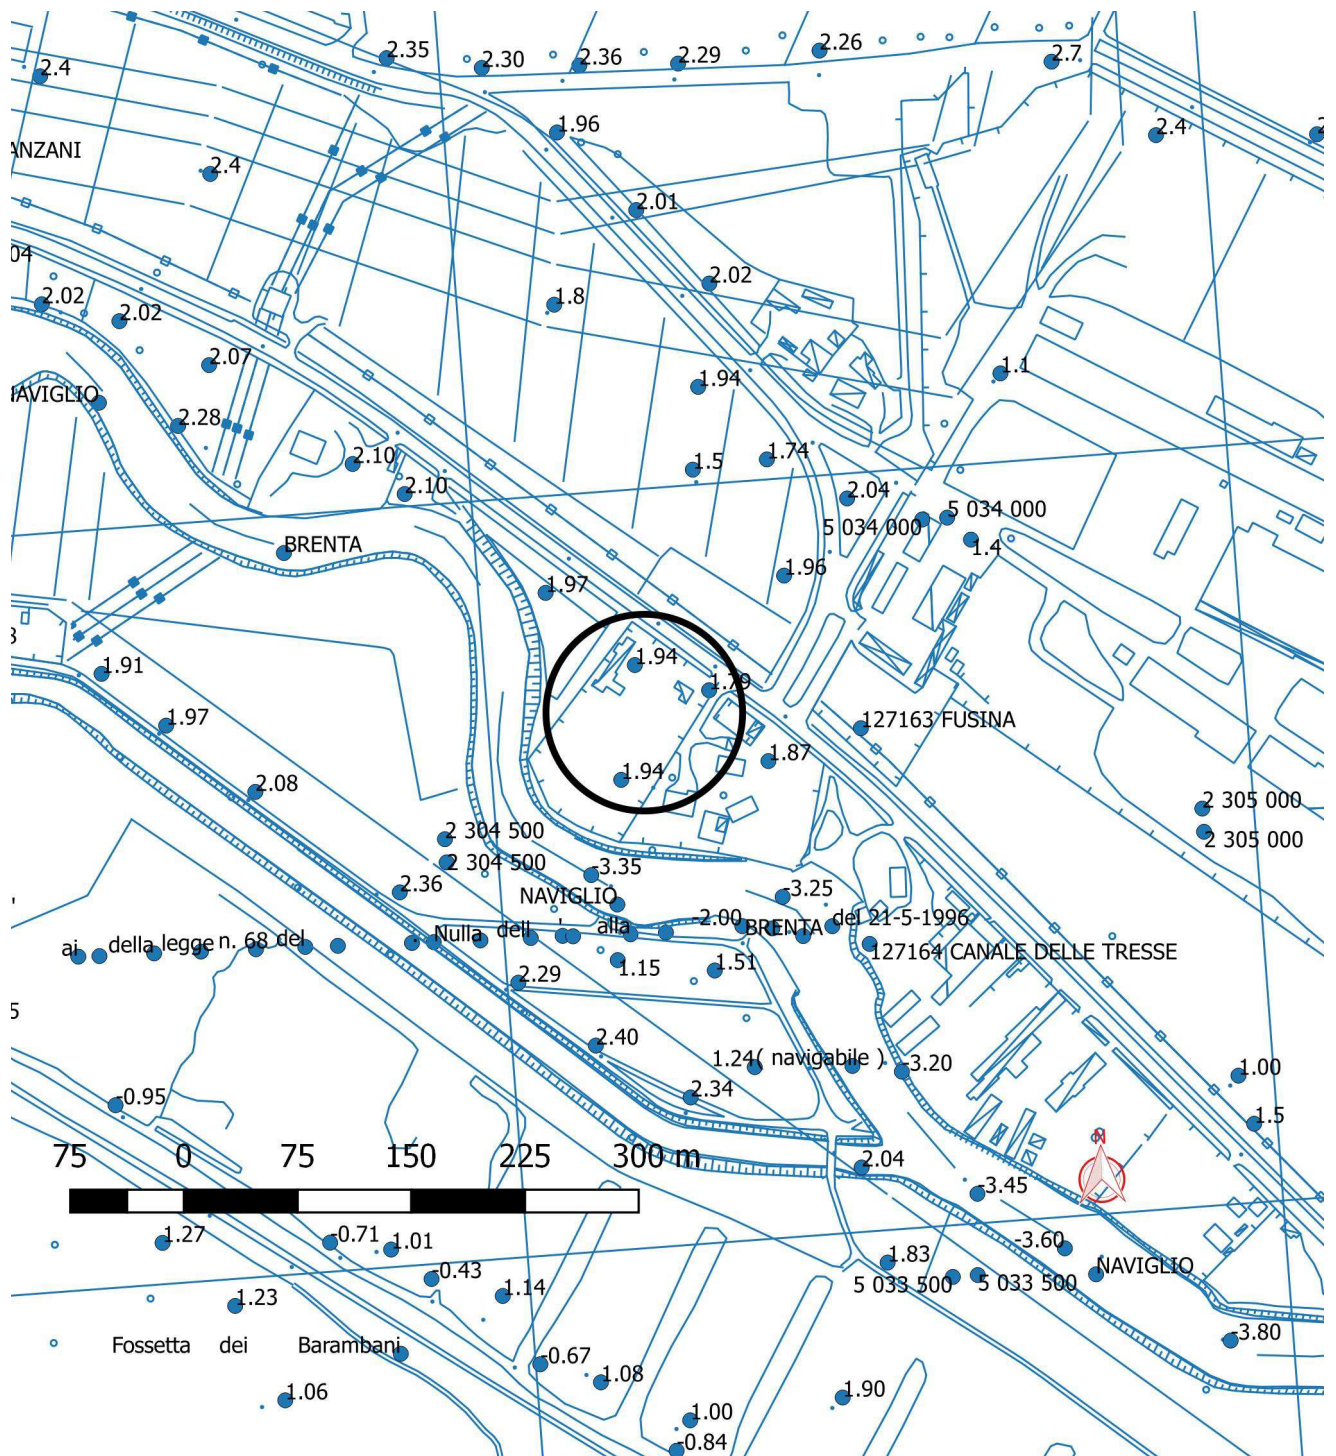 2.35
2.30
2.36
2.29
2.26
2.7
2.4
1.96
2.4
ANZANI
2.4
2.01
04
2.02
2.02
2.02
1.8
2.07
1.94
1.1
NAVIGLIO
2.28
2.10
1.5
1.74
2.10
2.04
5 034 000
5 034 000
1.4
BRENTA
1.96
1.97
1.91
1.94
1.79
1.97
127163 FUSINA
1.87
2.08
1.94
2 305 000
2 304 500
2 305 000
2 304 500
-3.35
2.36
NAVIGLIO
-3.25
-2.00
BRENTA
del 21-5-1996
ai della legge n. 68 del Nulla dell ' alla
127164 CANALE DELLE TRESSE
2.29
1.15
1.51
2.40
1.24 ( navigabile )
-3.20
1.00
2.34
-0.95
1.5
N
75 0 75 150 225 300 m
2.04
-3.45
1.27
-0.71
1.01
-3.60
-0.43
1.83
NAVIGLIO
5 033 500
5 033 500
1.14
1.23
-3.80
Fossetta dei Barambani
-0.67
1.08
1.06
1.90
1.00
-0.84